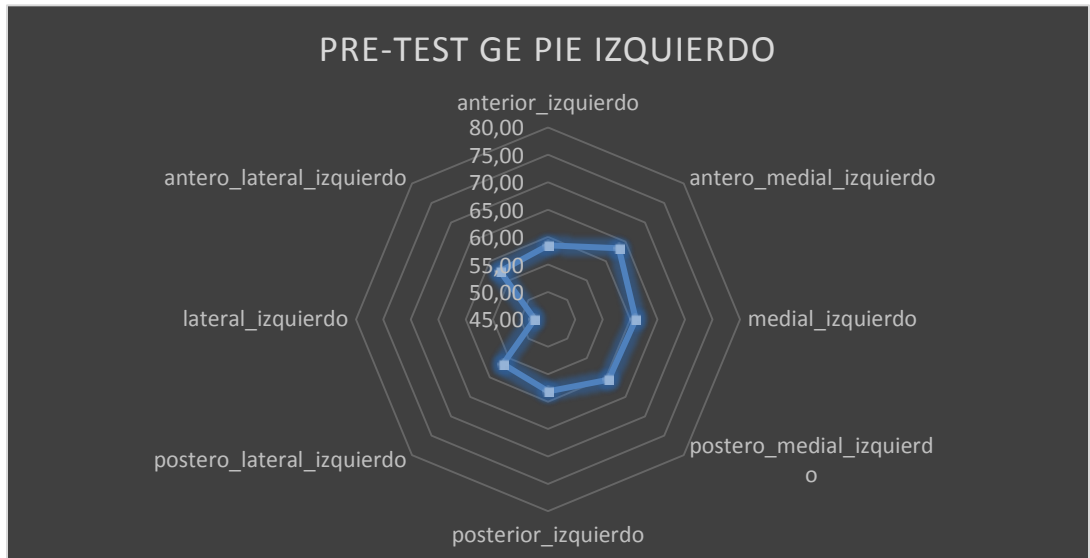 PRE-TEST GE PIE IZQUIERDO
anterior_izquierdo
80,00
75,00
70,00
65,00
60,00
55,00
50,00
45,00
antero_medial_izquierdo
medial_izquierdo
postero_medial_izquierd
o
posterior_izquierdo
postero_lateral_izquierdo
lateral_izquierdo
antero_lateral_izquierdo